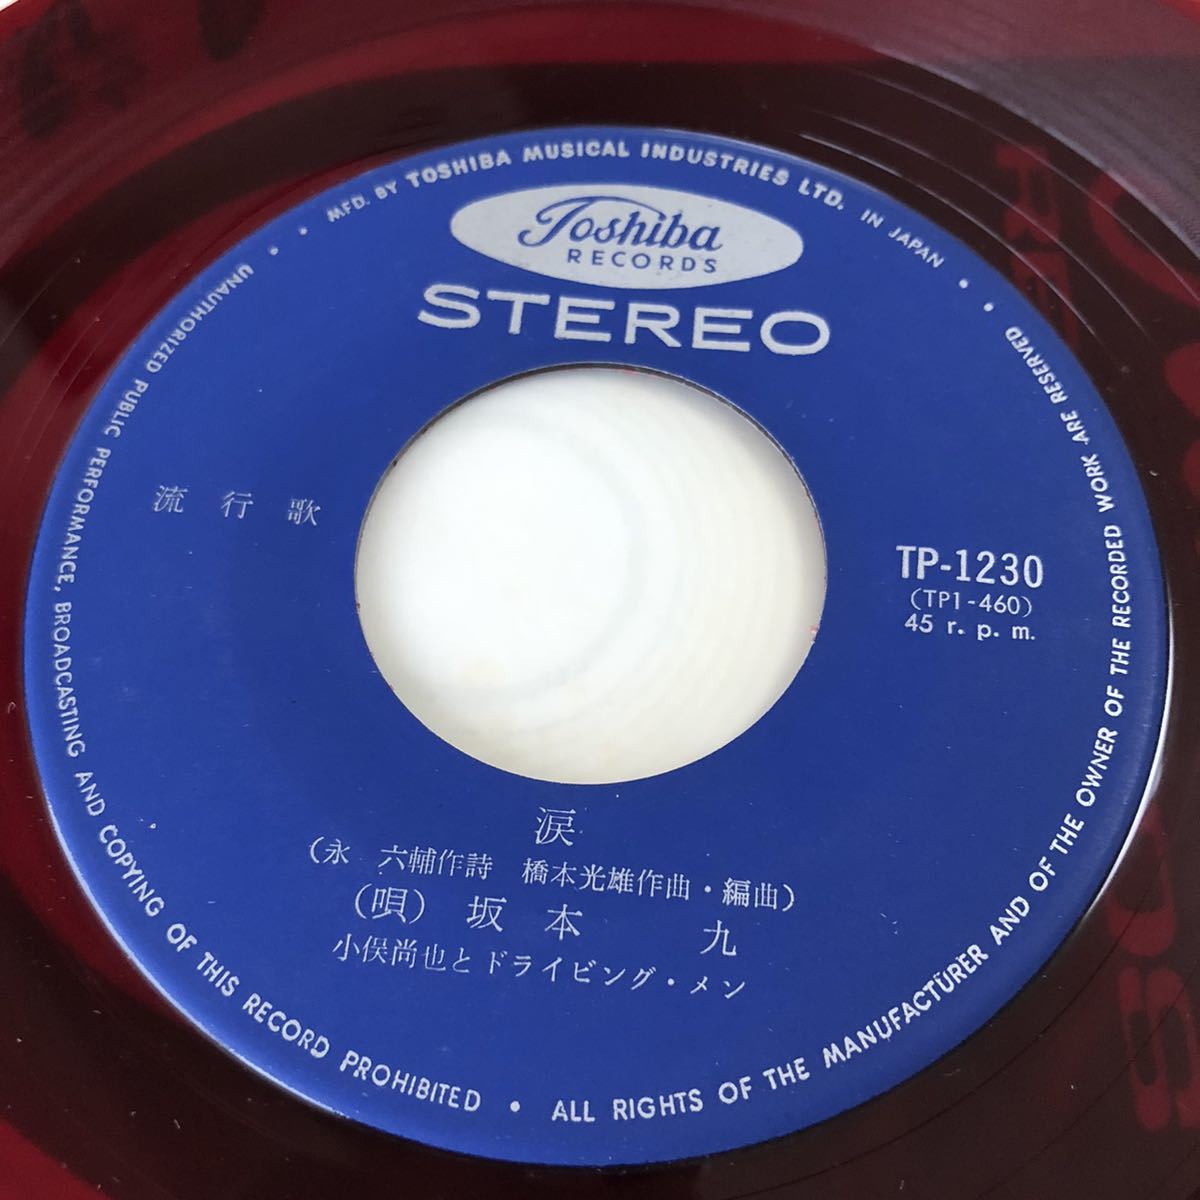 MFD. BY TOSHIBA MUSICAL INDUSTRIES LTD. IN JAPAN
Toshiba
RECORDS
STEREO
流行歌
TP-1230
(TP1-460)
45 r. p. m.
涙
(永 六輔作詩 橋本光雄作曲・編曲)
(唄) 坂本 九
小俣尚也とドライビング・メン
UNAUTHORIZED PUBLIC PERFORMANCE, BROADCASTING AND COPYING OF THIS RECORD PROHIBITED • ALL RIGHTS OF THE MANUFACTURER AND OF THE OWNER OF THE RECORDED WORK ARE RESERVED